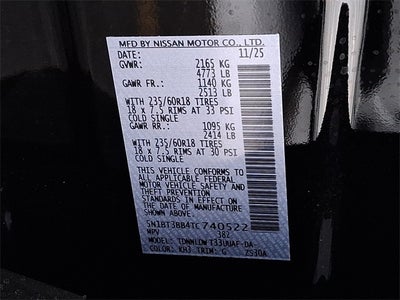 MFD BY NISSAN MOTOR CO., LTD.
DATE: 11/25
GVWR: 2165 KG
4773 LB
GAWR FR.: 1140 KG
2513 LB
WITH 235/60R18 TIRES
18 x 7.5 RIMS AT 33 PSI
COLD SINGLE
GAWR RR.: 1095 KG
2414 LB
WITH 235/60R18 TIRES
18 x 7.5 RIMS AT 30 PSI
COLD SINGLE
THIS VEHICLE CONFORMS TO ALL
APPLICABLE U.S. FEDERAL
MOTOR VEHICLE SAFETY AND
THEFT PREVENTION
STANDARDS IN EFFECT ON THE
DATE OF MANUFACTURE SHOWN
ABOVE.
5N1BT3BB4TC740522
MPV 382
MODEL:
COLOR: KH3 TRIM: G 2S30A